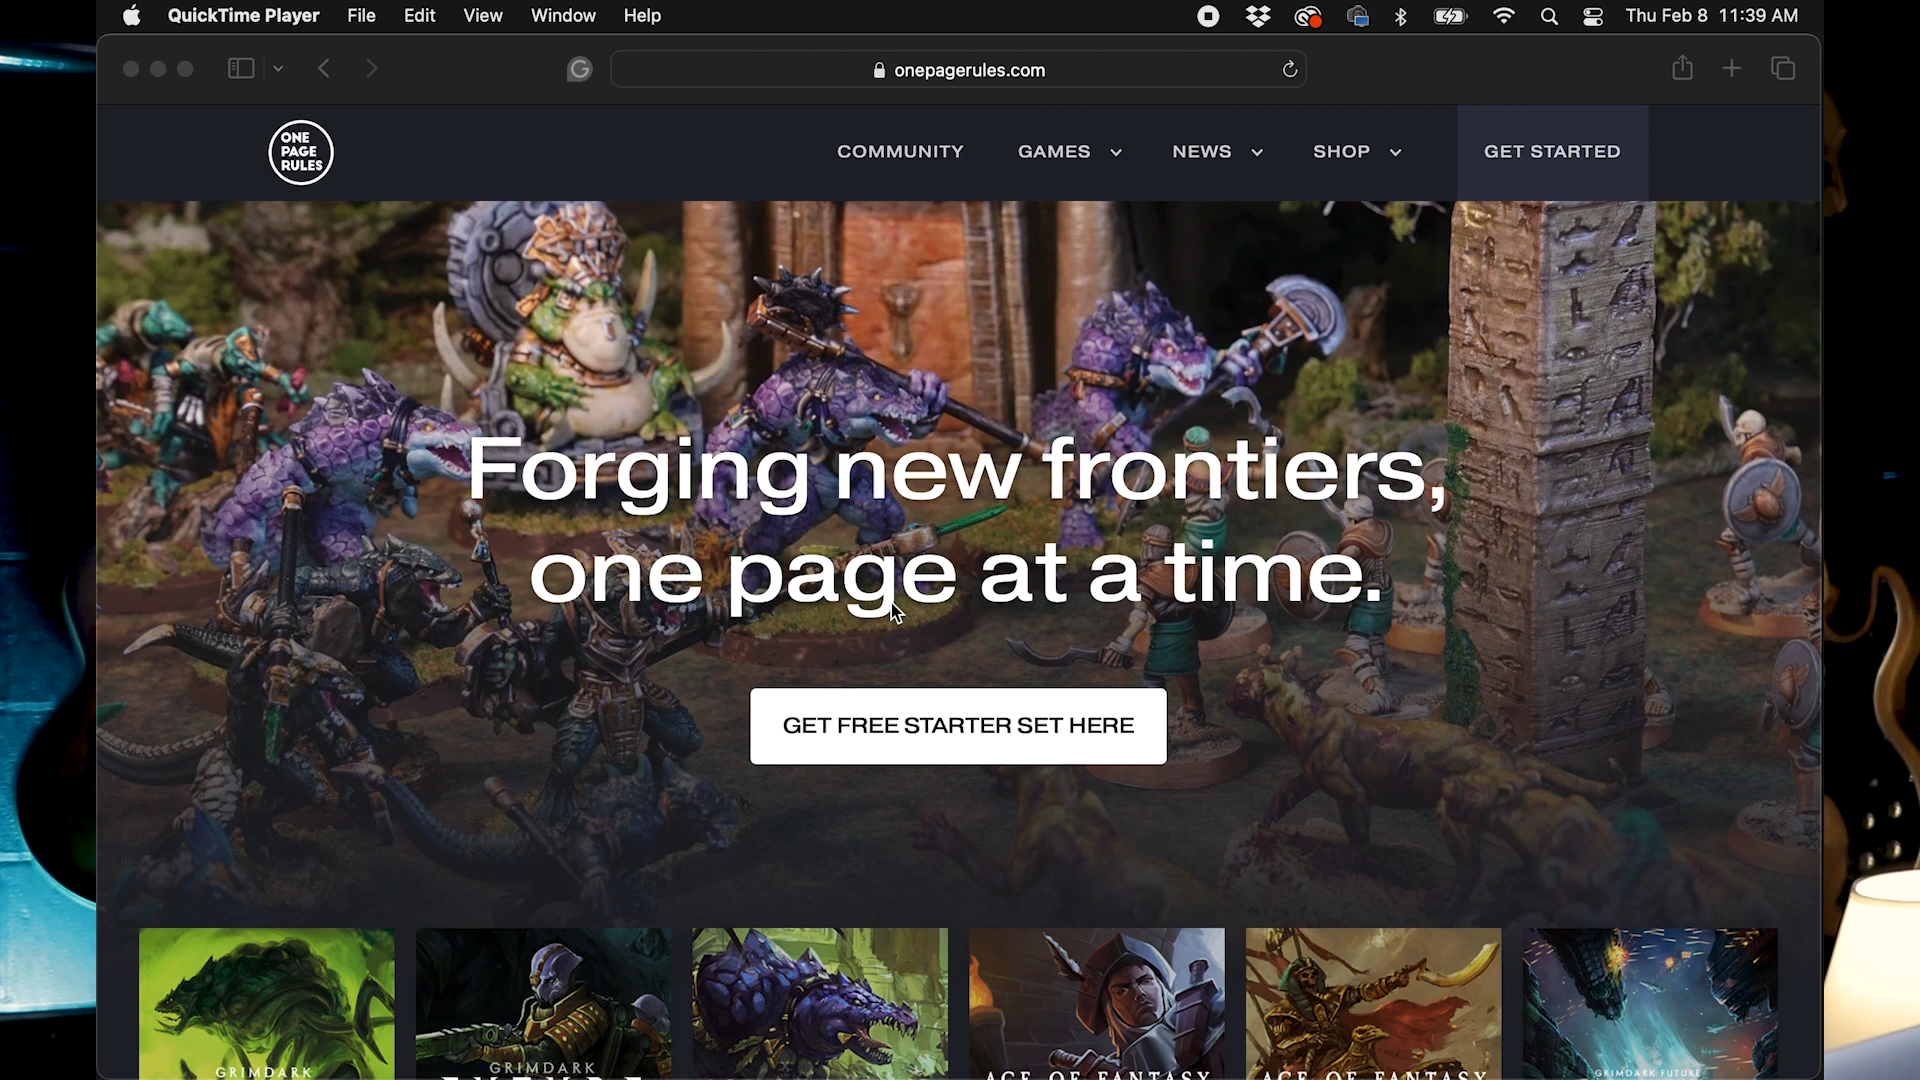 QuickTime Player File Edit View Window Help Thu Feb 8 11:39 AM
onepagerules.com
ONE
PAGE
RULES
COMMUNITY GAMES NEWS SHOP GET STARTED
Forging new frontiers,
one page at a time.
GET FREE STARTER SET HERE
GRIMDARK
GRIMDARK
AGE OF FANTASY
AGE OF FANTASY
GRIMDARK FUTURE